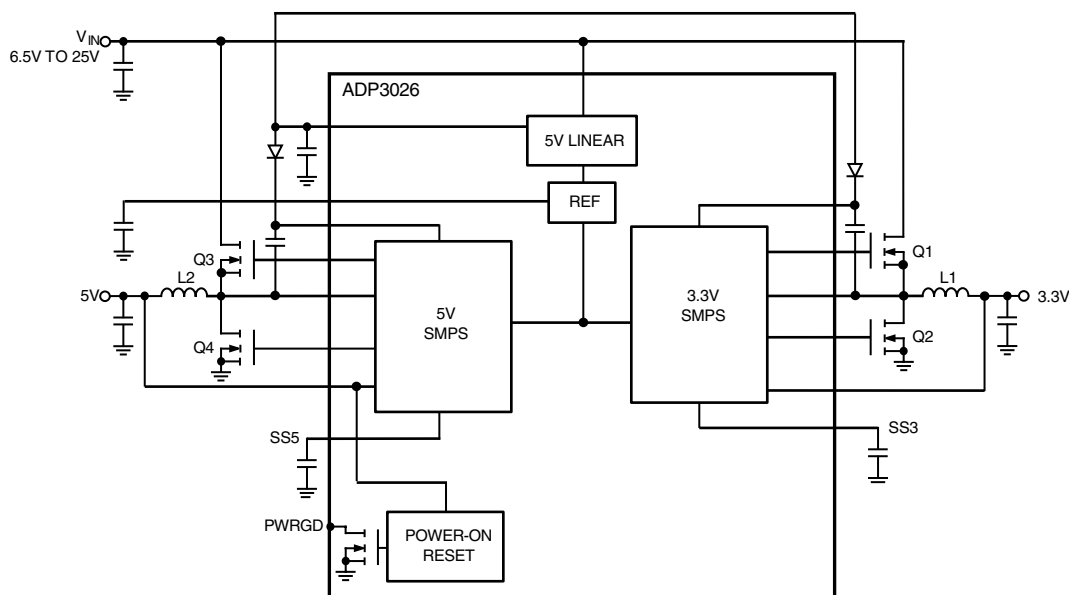 VIN
6.5V TO 25V
ADP3026
5V LINEAR
REF
Q3
Q1
L2
L1
5V
5V
SMPS
3.3V
SMPS
3.3V
Q4
Q2
SS5
SS3
PWRGD
POWER-ON
RESET